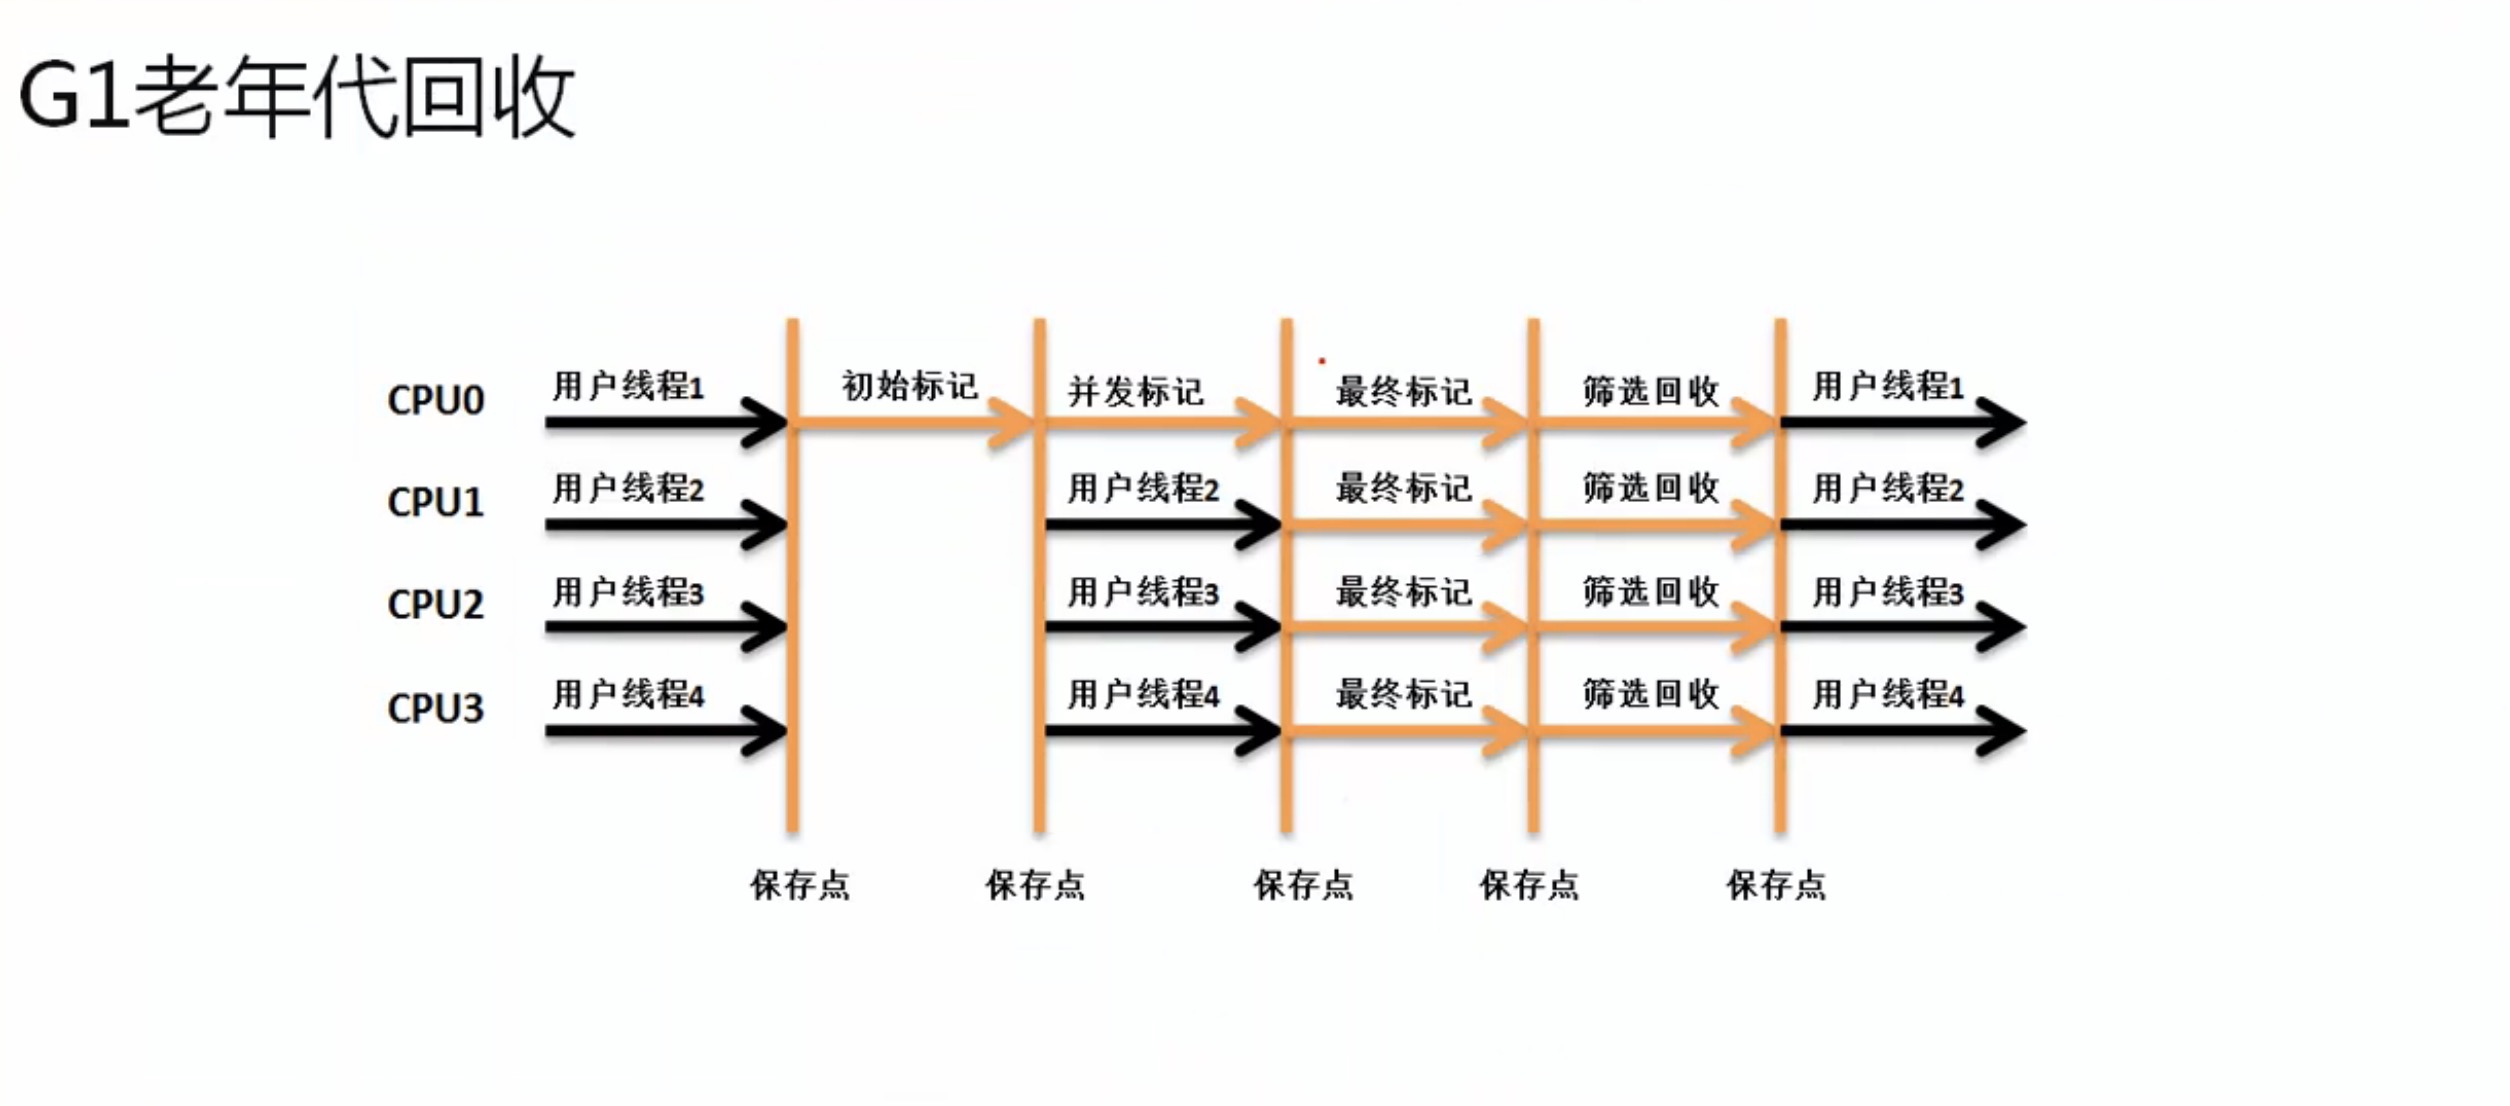 G1老年代回收
CPU0 用户线程1 初始标记 并发标记 最终标记 筛选回收 用户线程1
CPU1 用户线程2 用户线程2 最终标记 筛选回收 用户线程2
CPU2 用户线程3 用户线程3 最终标记 筛选回收 用户线程3
CPU3 用户线程4 用户线程4 最终标记 筛选回收 用户线程4
保存点 保存点 保存点 保存点 保存点